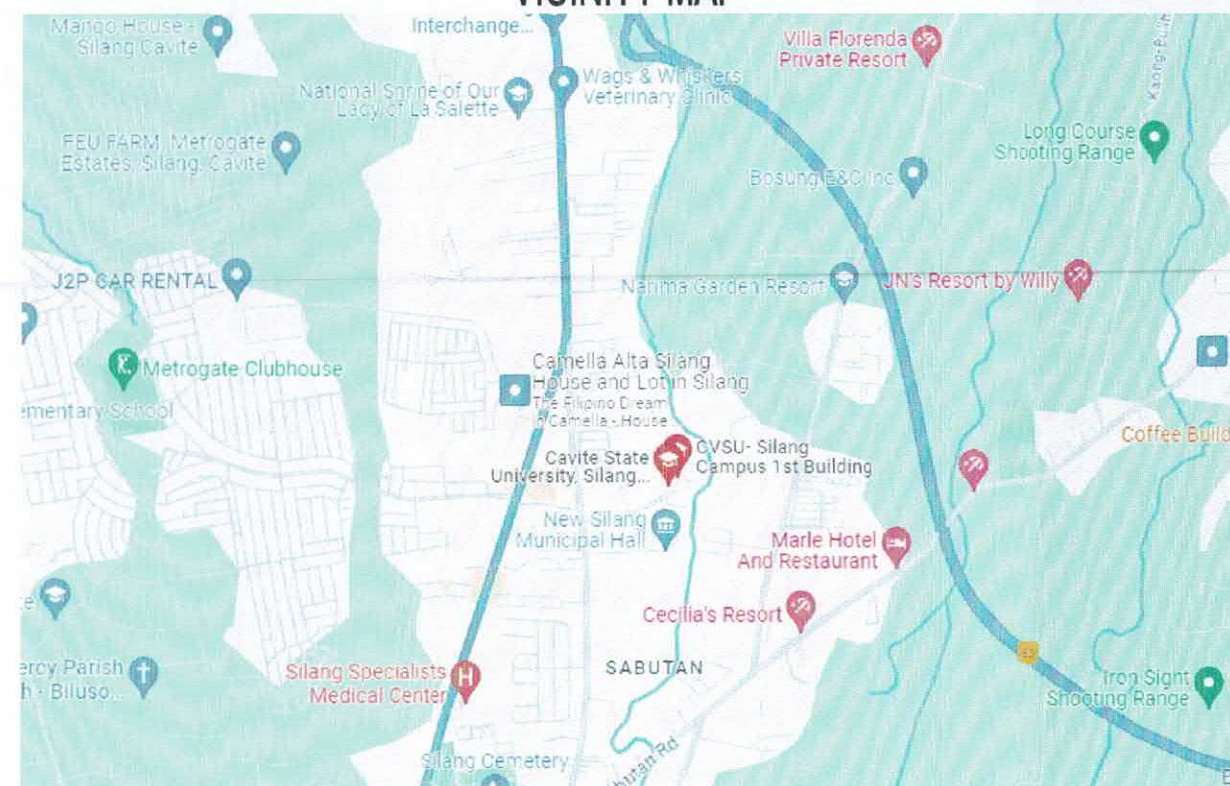 VICINITY MAP
Mango House -
Silang Cavite
Interchange...
Villa Florenda
Private Resort
National Shrine of Our
Lady of La Salette
Wags & Whiskers
Veterinary Clinic
FEU FARM, Metrogate
Estates, Silang, Cavite
Long Course
Shooting Range
Bosung E&C Inc
J2P CAR RENTAL
Narima Garden Resort
JN's Resort by Willy
Metrogate Clubhouse
Camella Alta Silang
House and Lot in Silang
The Filipino Dream
Camella - House
ementary School
Coffee Build
Cavite State
University, Silang...
CVSU- Silang
Campus 1st Building
New Silang
Municipal Hall
Marle Hotel
And Restaurant
Cecilia's Resort
SABUTAN
Silang Specialists
Medical Center
H
ercy Parish
h - Biluso...
E3
Iron Sight
Shooting Range
Silang Cemetery
butan Rd